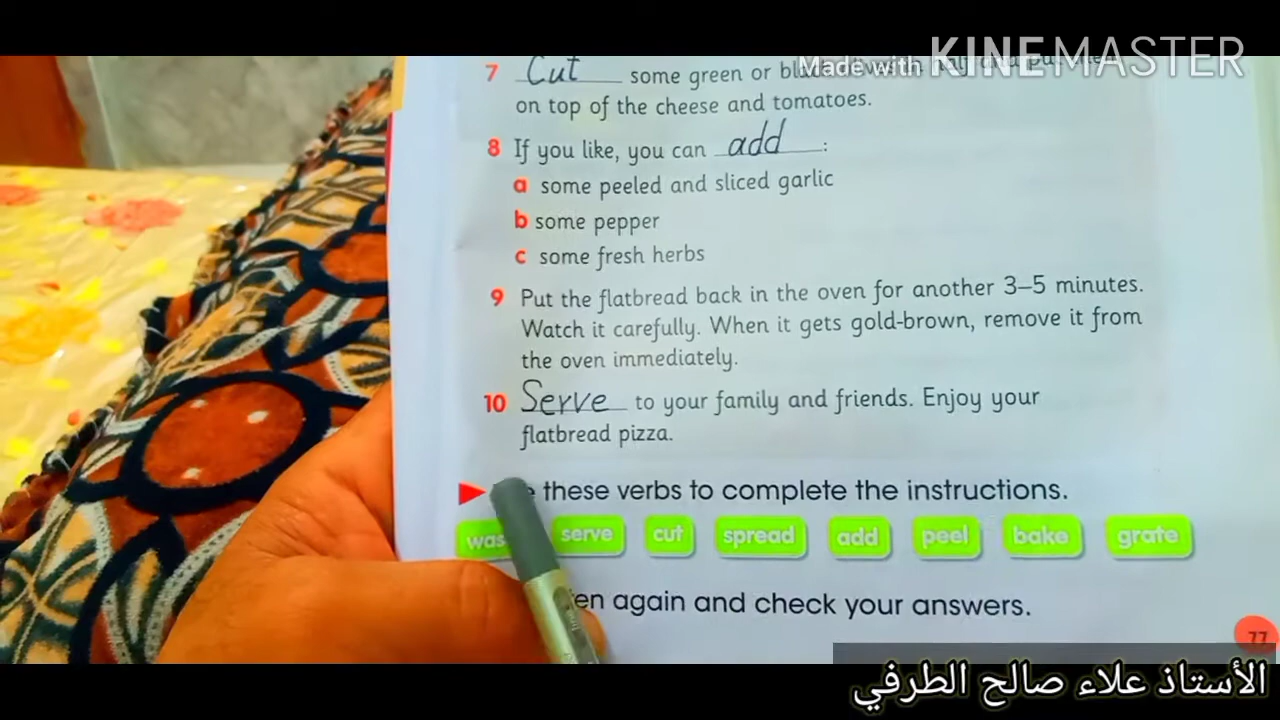 Made with KINEMASTER
7 Cut some green or
on top of the cheese and tomatoes.
8 If you like, you can add :
a some peeled and sliced garlic
b some pepper
c some fresh herbs
9 Put the flatbread back in the oven for another 3–5 minutes.
Watch it carefully. When it gets gold-brown, remove it from
the oven immediately.
10 Serve to your family and friends. Enjoy your
flatbread pizza.
these verbs to complete the instructions.
serve cut spread add peel bake grate
again and check your answers.
77
الأستاذ علاء صالح الطرفي